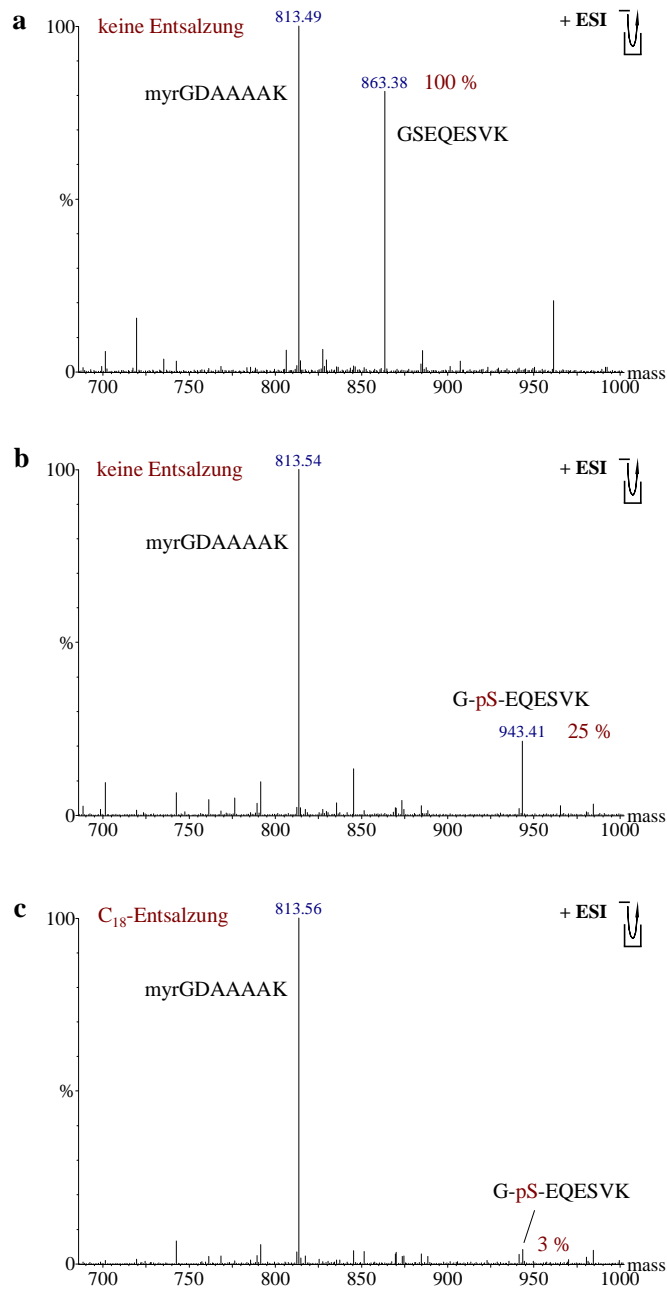 a
keine Entsalzung
813.49
+ ESI
100
myrGDAAAAK
863.38 100 %
GSEQESVK
%
0
700 750 800 850 900 950 1000
mass
b
keine Entsalzung
813.54
+ ESI
100
myrGDAAAAK
%
G-pS-EQESVK
943.41 25 %
0
700 750 800 850 900 950 1000
mass
c
C₁₈-Entsalzung
813.56
+ ESI
100
myrGDAAAAK
%
G-pS-EQESVK
3 %
0
700 750 800 850 900 950 1000
mass